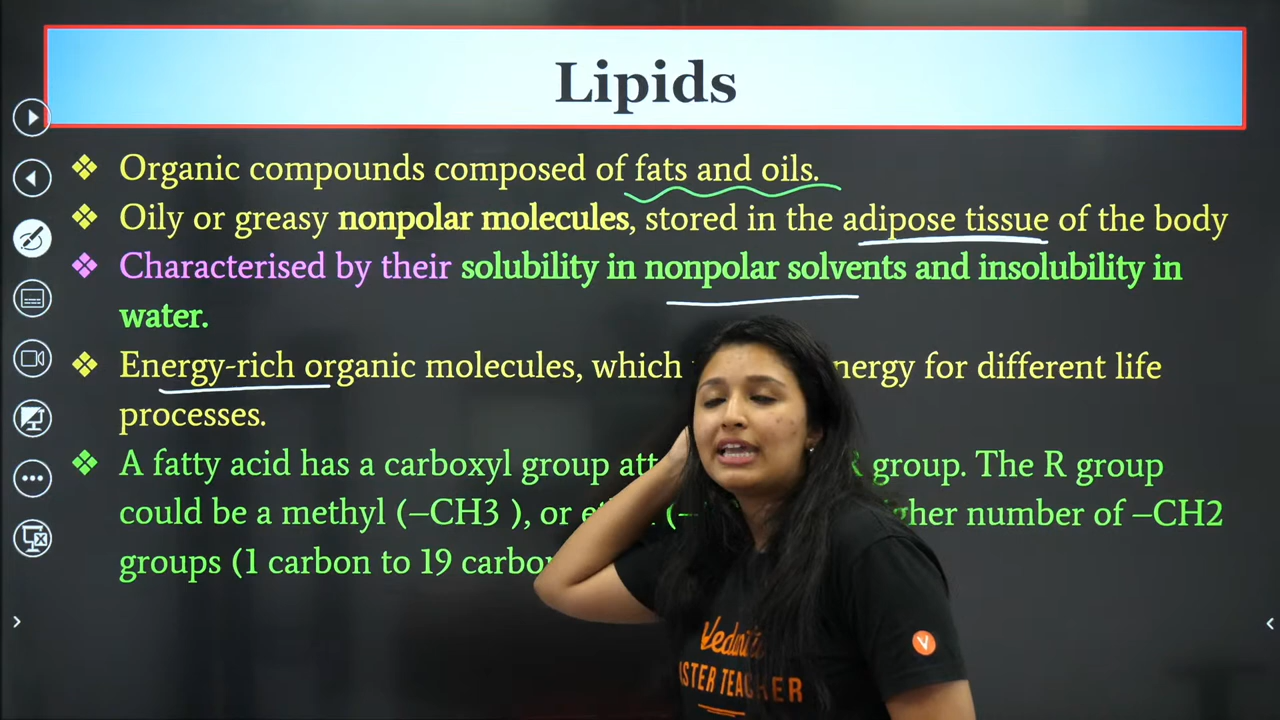 Lipids
❖ Organic compounds composed of fats and oils.
❖ Oily or greasy nonpolar molecules, stored in the adipose tissue of the body
❖ Characterised by their solubility in nonpolar solvents and insolubility in
water.
❖ Energy-rich organic molecules, which nergy for different life
processes.
❖ A fatty acid has a carboxyl group att R group. The R group
could be a methyl (–CH3 ), or (– gher number of –CH2
groups (1 carbon to 19 carbo
Vedantu
STER TEACHER
V